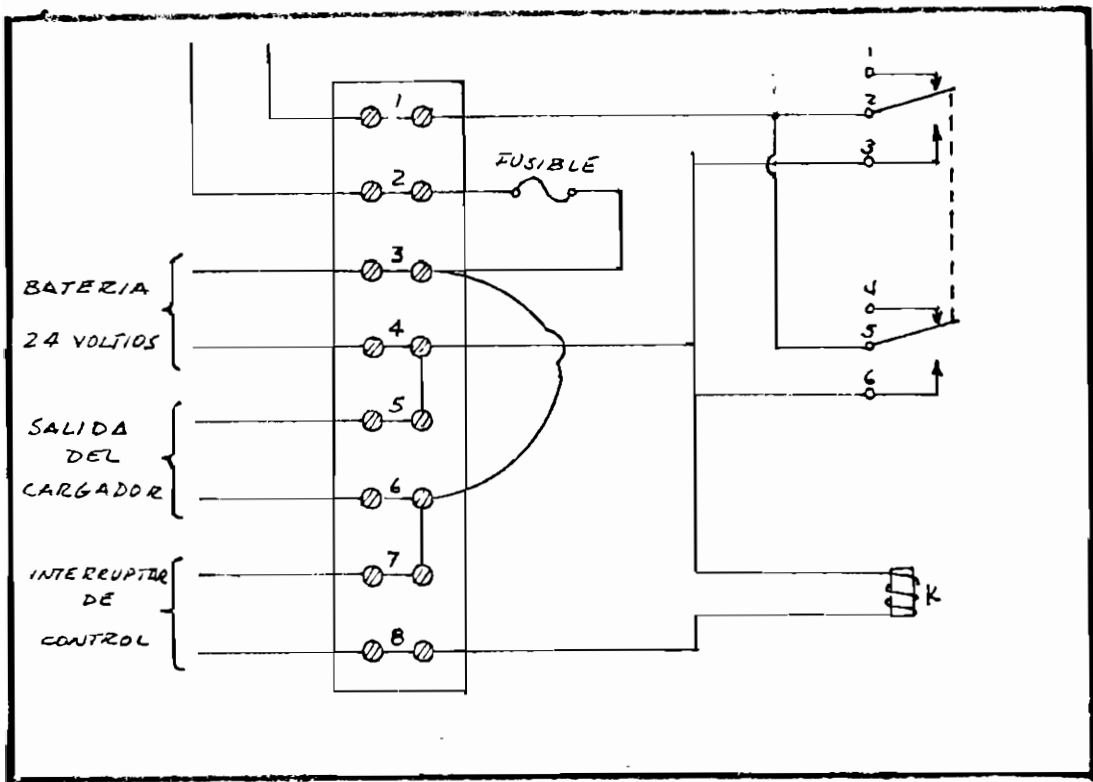 1
1
2
3
FUSIBLE
2
3
BATERIA
24 VOLTIOS
4
4
5
6
5
SALIDA
DEL
CARGADOR
6
7
INTERRUPTOR
DE
CONTROL
K
8